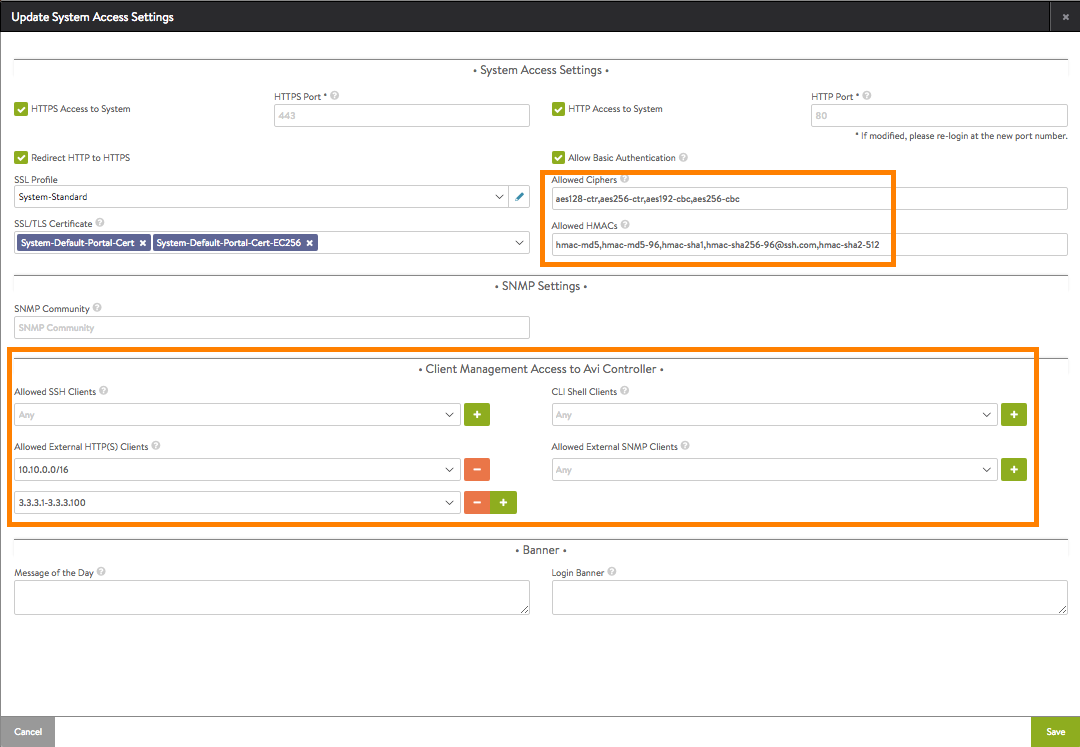 Update System Access Settings
×
• System Access Settings •
HTTPS Access to System
HTTPS Port * ?
443
HTTP Access to System
HTTP Port * ?
80
* If modified, please re-login at the new port number.
Redirect HTTP to HTTPS
Allow Basic Authentication ?
SSL Profile
System-Standard
Allowed Ciphers ?
aes128-ctr,aes256-ctr,aes192-cbc,aes256-cbc
SSL/TLS Certificate ?
System-Default-Portal-Cert × System-Default-Portal-Cert-EC256 ×
Allowed HMACs ?
hmac-md5,hmac-md5-96,hmac-sha1,hmac-sha256-96@ssh.com,hmac-sha2-512
• SNMP Settings •
SNMP Community ?
SNMP Community
• Client Management Access to Avi Controller •
Allowed SSH Clients ?
Any
+
CLI Shell Clients ?
Any
+
Allowed External HTTP(S) Clients ?
10.10.0.0/16
−
3.3.3.1-3.3.3.100
− +
Allowed External SNMP Clients ?
Any
+
• Banner •
Message of the Day ?
Login Banner ?
Cancel
Save